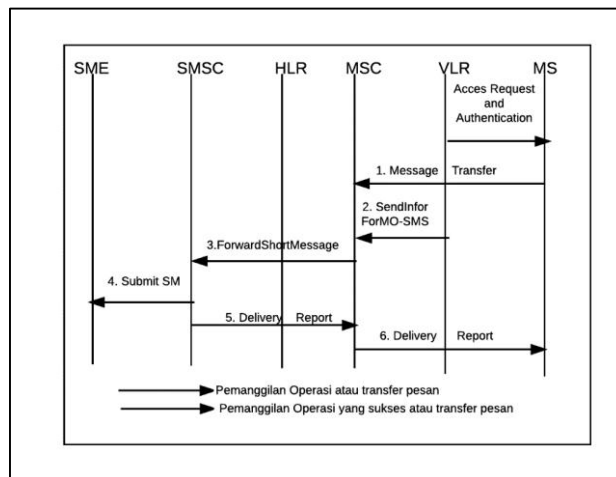 SME SMSC HLR MSC VLR MS
Acces Request
and
Authentication
1. Message Transfer
2. SendInfor
ForMO-SMS
3.ForwardShortMessage
4. Submit SM
5. Delivery Report
6. Delivery Report
Pemanggilan Operasi atau transfer pesan
Pemanggilan Operasi yang sukses atau transfer pesan